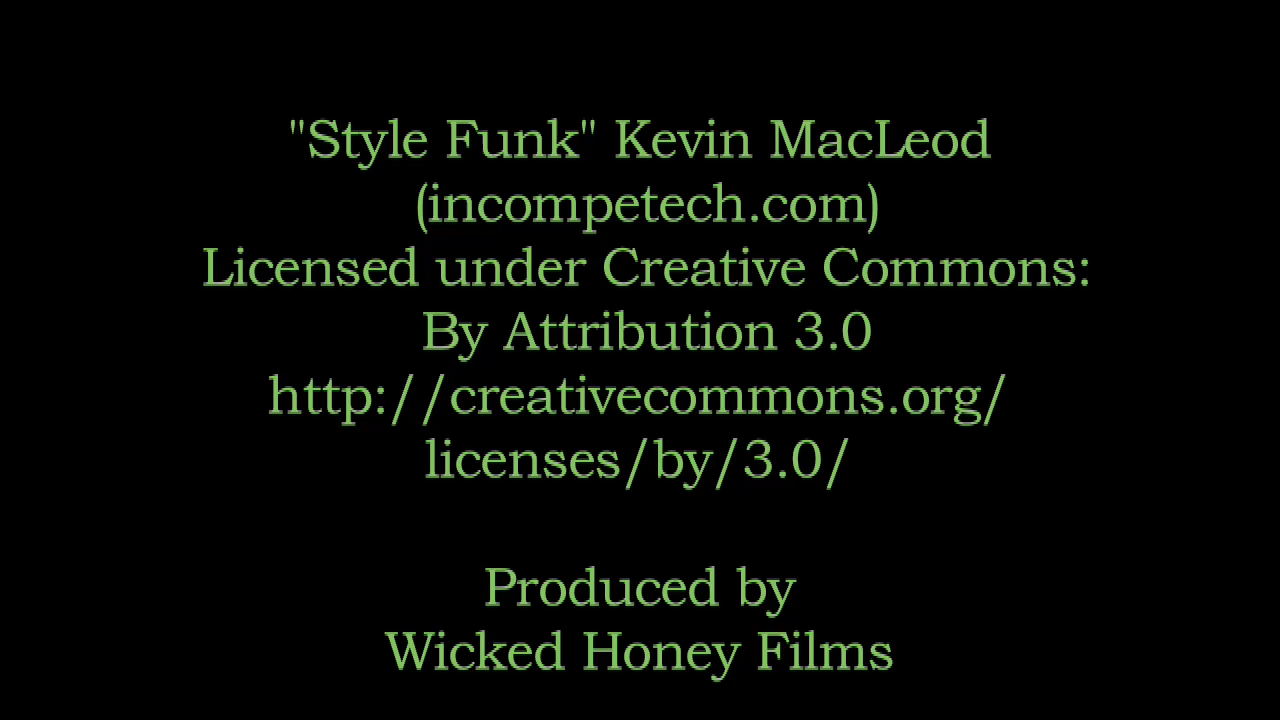 "Style Funk" Kevin MacLeod
(incompetech.com)
Licensed under Creative Commons:
By Attribution 3.0
http://creativecommons.org/
licenses/by/3.0/
Produced by
Wicked Honey Films